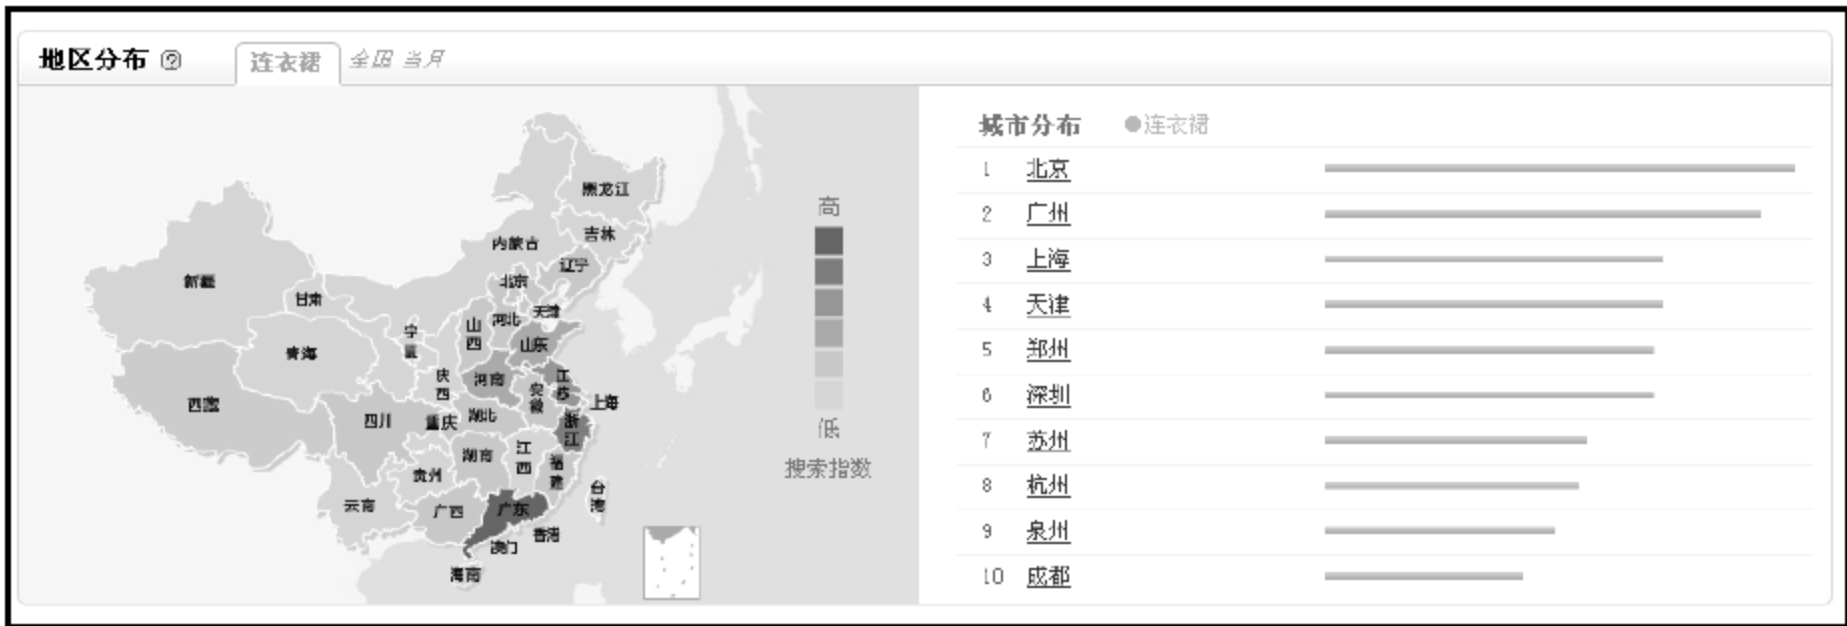 地区分布 ? 连衣裙 全国 当月
黑龙江
吉林
内蒙古
辽宁
北京
新疆
甘肃
天津
河北
山西
宁夏
山东
青海
河南
陕西
江苏
安徽
上海
西藏
湖北
四川
重庆
浙江
湖南
江西
福建
贵州
台湾
云南
广西
广东
香港
澳门
海南
高
低
搜索指数
城市分布 连衣裙
1 北京
2 广州
3 上海
4 天津
5 郑州
6 深圳
7 苏州
8 杭州
9 泉州
10 成都